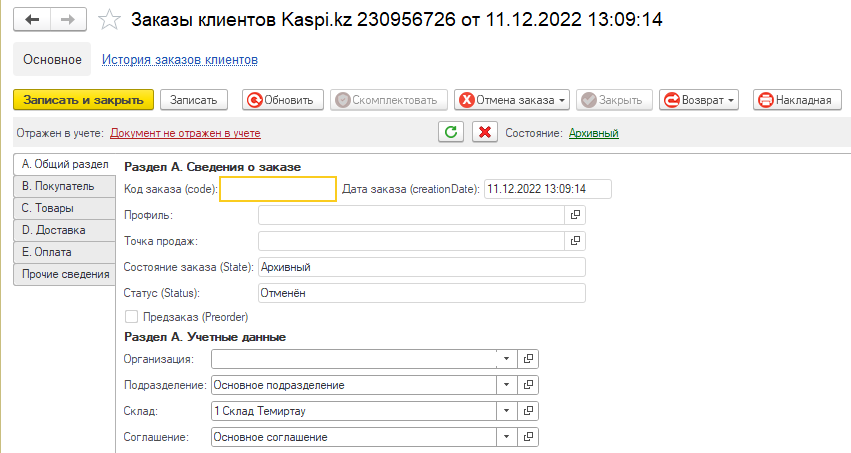 Заказы клиентов Kaspi.kz 230956726 от 11.12.2022 13:09:14
Основное История заказов клиентов
Записать и закрыть Записать Обновить Скомплектовать Отмена заказа Закрыть Возврат Накладная
Отражен в учете: Документ не отражен в учете Состояние: Архивный
A. Общий раздел
B. Покупатель
C. Товары
D. Доставка
E. Оплата
Прочие сведения
Раздел А. Сведения о заказе
Код заказа (code): Дата заказа (creationDate): 11.12.2022 13:09:14
Профиль:
Точка продаж:
Состояние заказа (State): Архивный
Статус (Status): Отменён
Предзаказ (Preorder)
Раздел А. Учетные данные
Организация:
Подразделение: Основное подразделение
Склад: 1 Склад Темиртау
Соглашение: Основное соглашение